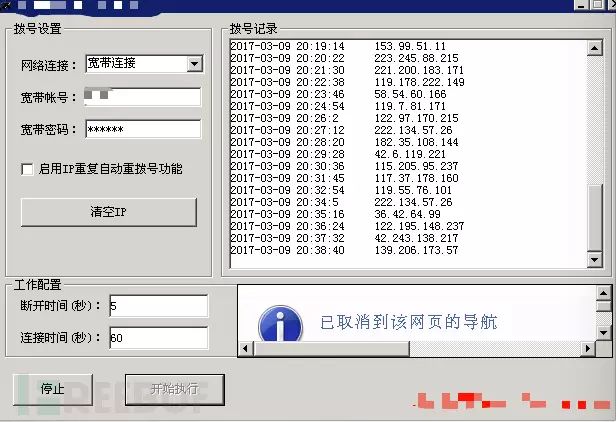 拨号设置
网络连接：
宽带连接
宽带帐号：
宽带密码：
******
启用IP重复自动重拨号功能
清空IP
拨号记录
2017-03-09 20:19:14 153.99.51.11
2017-03-09 20:20:22 223.245.88.215
2017-03-09 20:21:30 221.200.183.171
2017-03-09 20:22:38 119.178.222.149
2017-03-09 20:23:46 58.54.60.166
2017-03-09 20:24:54 119.7.81.171
2017-03-09 20:26:2 122.97.170.215
2017-03-09 20:27:12 222.134.57.26
2017-03-09 20:28:20 182.35.108.144
2017-03-09 20:29:28 42.6.119.221
2017-03-09 20:30:36 115.205.95.237
2017-03-09 20:31:45 117.37.178.160
2017-03-09 20:32:54 119.55.76.101
2017-03-09 20:34:5 222.134.57.26
2017-03-09 20:35:16 36.42.64.99
2017-03-09 20:36:24 122.195.148.237
2017-03-09 20:37:32 42.243.138.217
2017-03-09 20:38:40 139.206.173.57
工作配置
断开时间(秒)：
5
连接时间(秒)：
60
已取消到该网页的导航
停止
开始执行
REEBUF